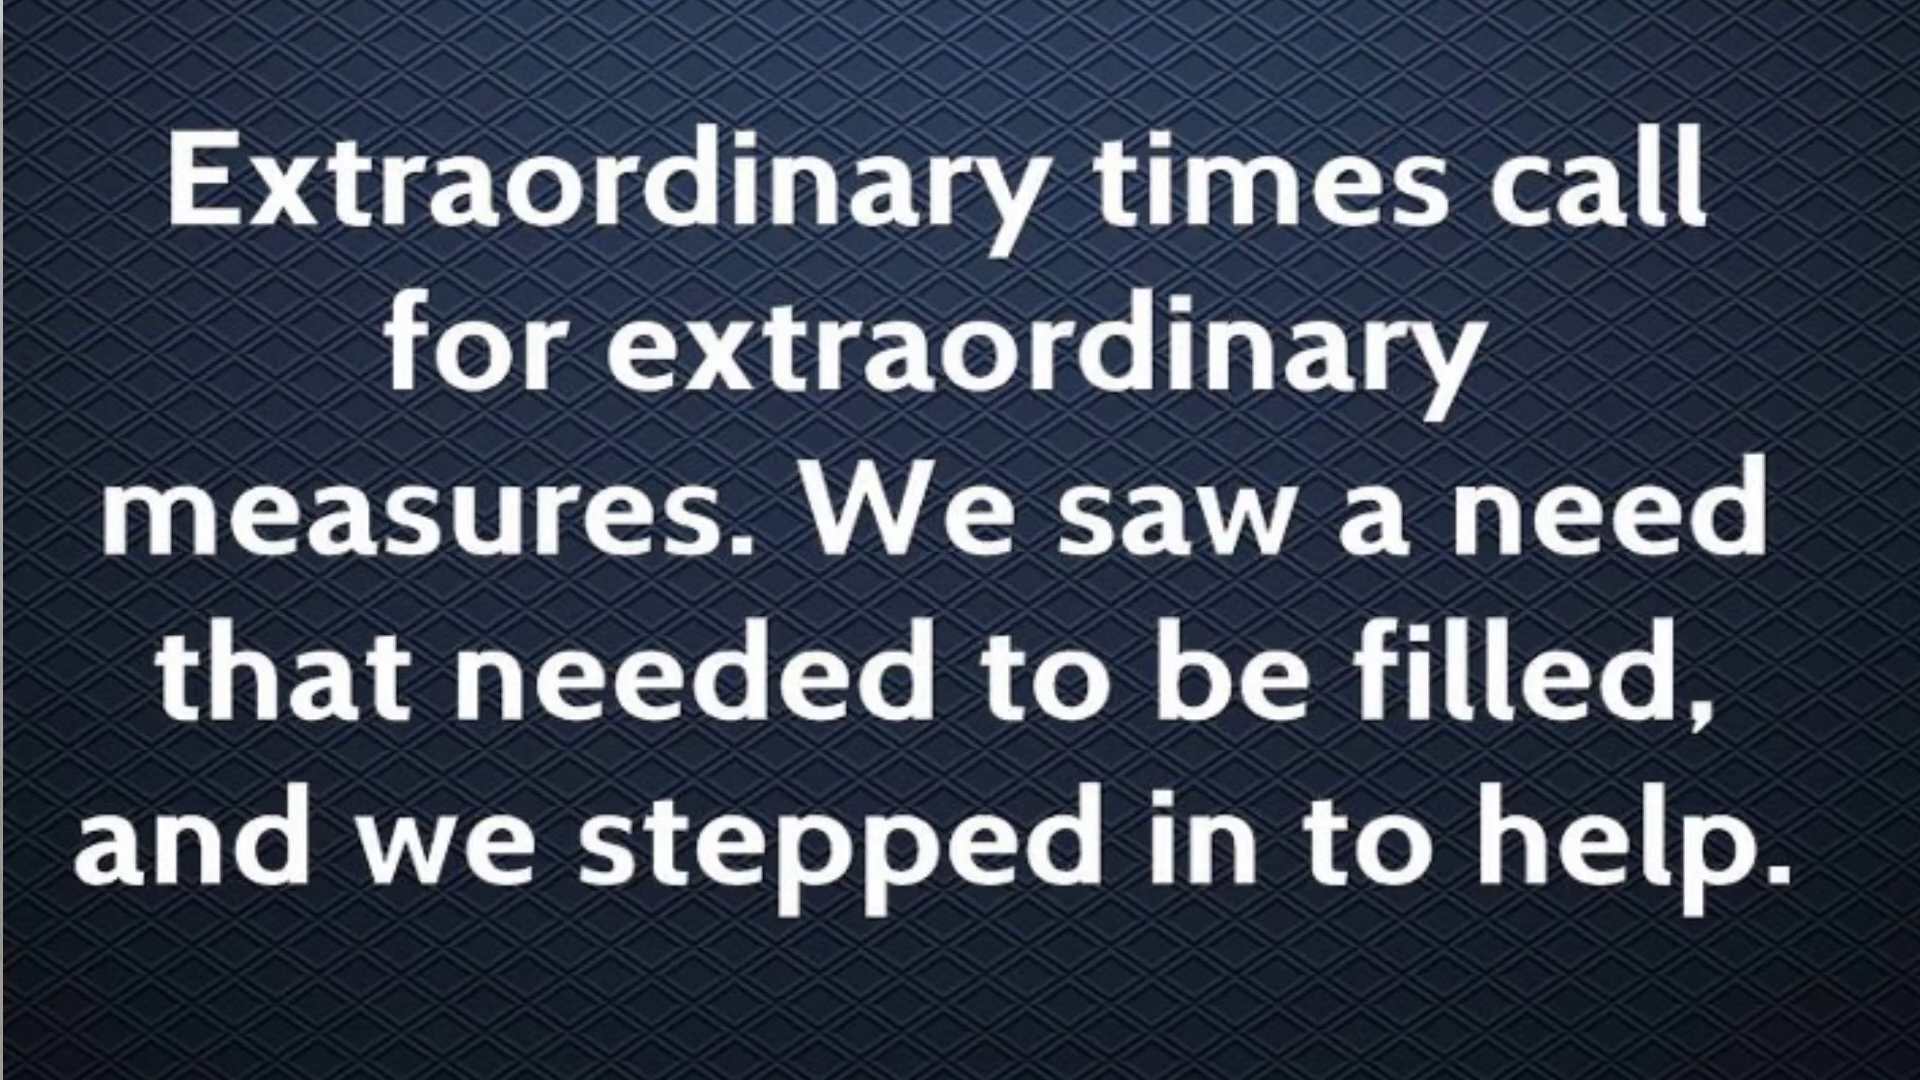 Extraordinary times call
for extraordinary
measures. We saw a need
that needed to be filled,
and we stepped in to help.